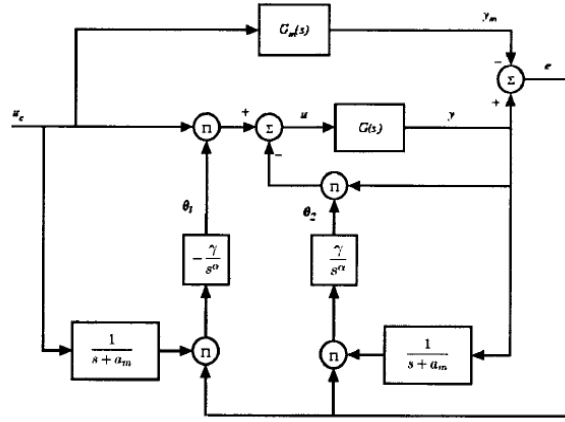 G_m(s)
y_m
−
e
Σ
+
u_c
+
u
y
Π
Σ
G(s)
−
Π
θ_1
θ_2
−γ/s^α
γ/s^α
1/(s + a_m)
Π
Π
1/(s + a_m)